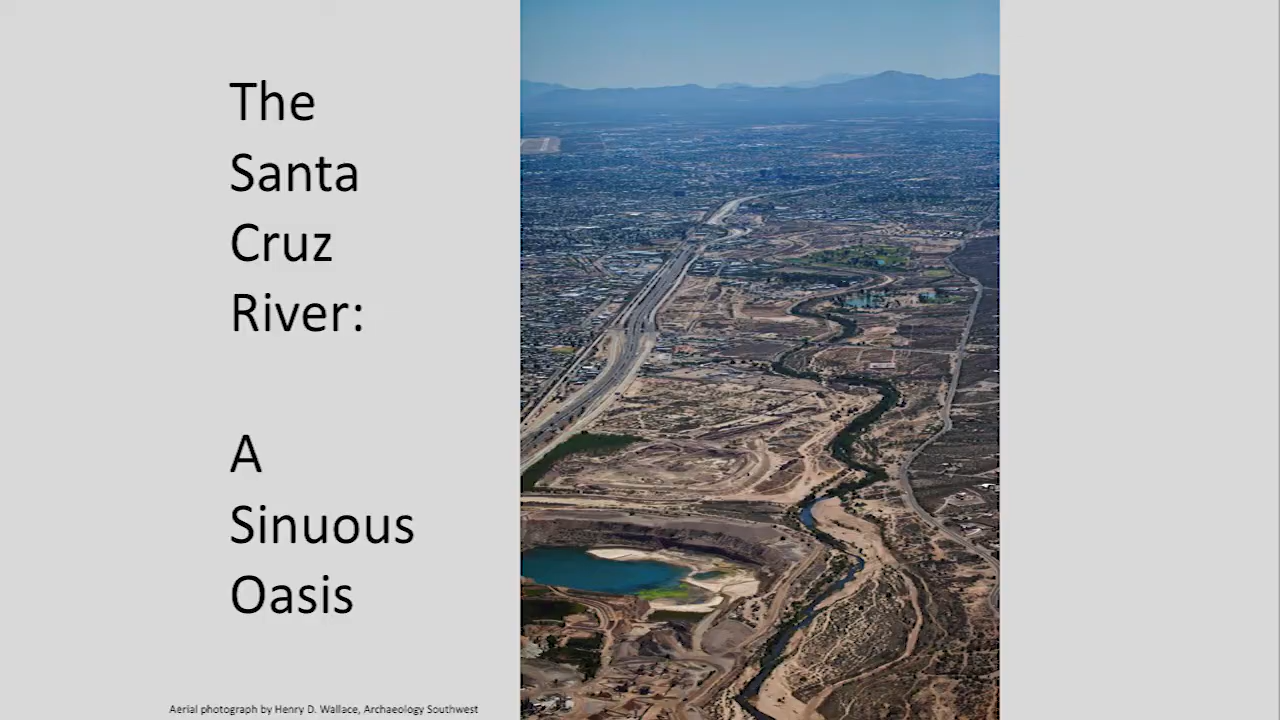 The
Santa
Cruz
River:
A
Sinuous
Oasis
Aerial photograph by Henry D. Wallace, Archaeology Southwest